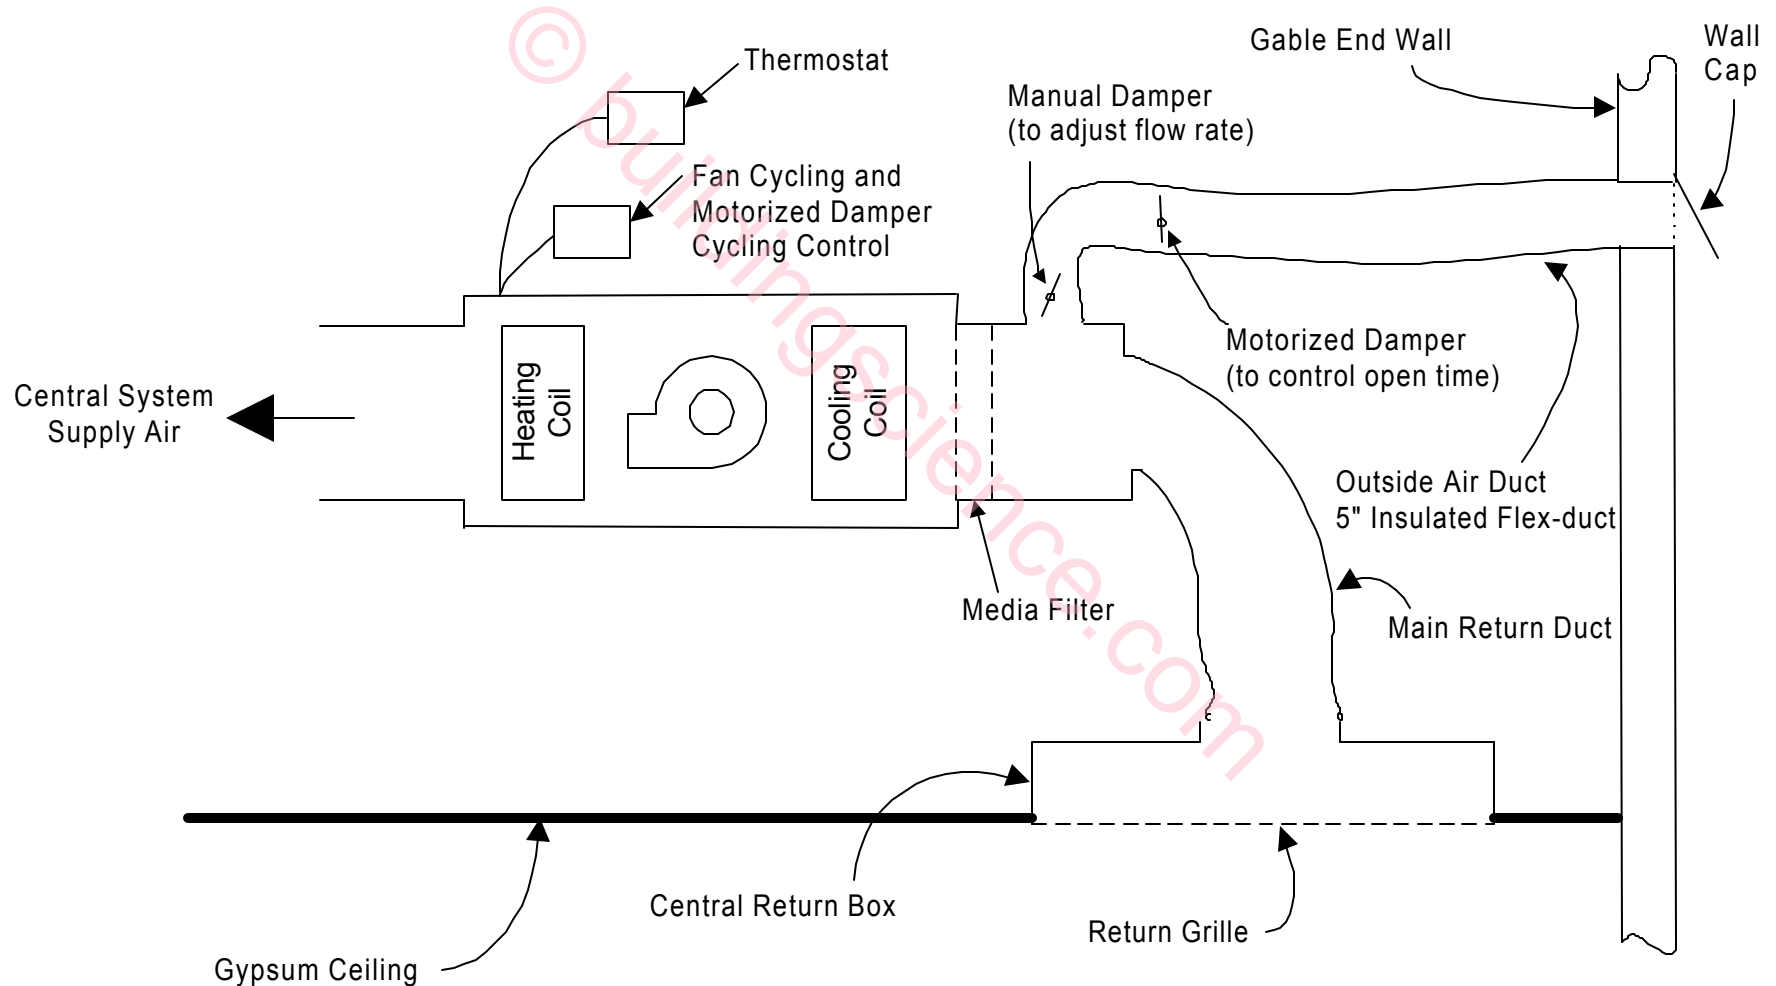 Thermostat
Fan Cycling and
Motorized Damper
Cycling Control
Manual Damper
(to adjust flow rate)
Gable End Wall
Wall
Cap
Central System
Supply Air
Heating
Coil
Cooling
Coil
Motorized Damper
(to control open time)
Outside Air Duct
5" Insulated Flex-duct
Media Filter
Main Return Duct
Central Return Box
Return Grille
Gypsum Ceiling
© buildingscience.com